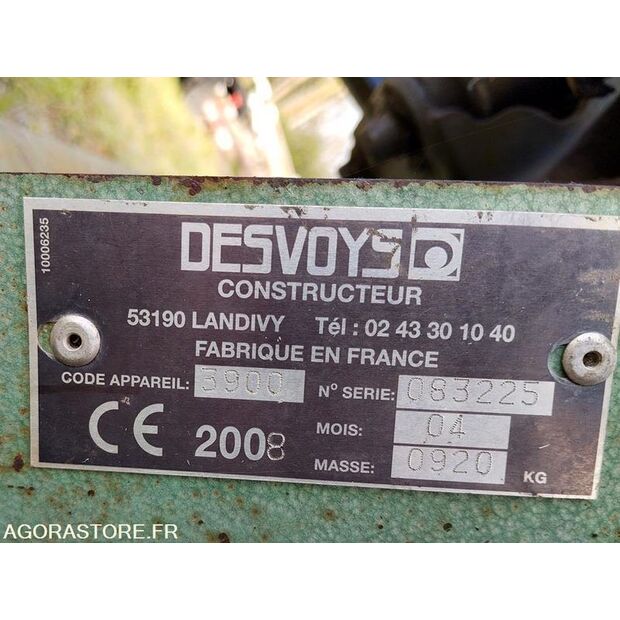 10006235
DESVOYS
CONSTRUCTEUR
53190 LANDIVY Tél : 02 43 30 10 40
FABRIQUE EN FRANCE
CODE APPAREIL: 3900 N° SERIE: 083225
CE 2008 MOIS: 04
MASSE: 0920 KG
AGORASTORE.FR